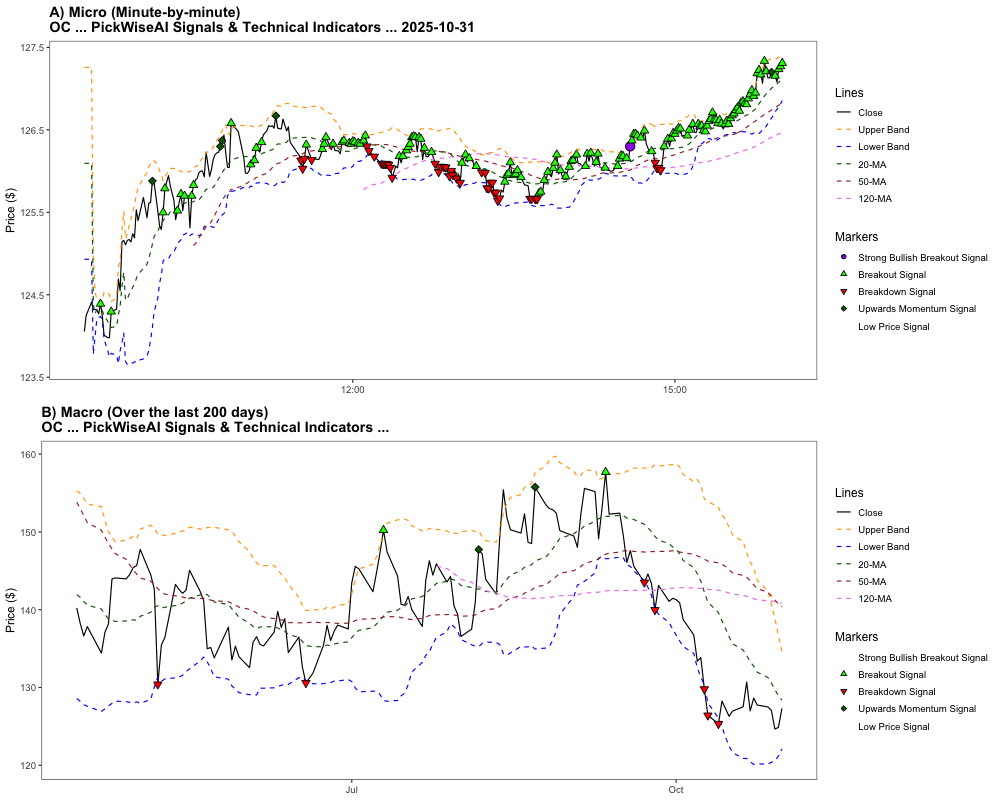 A) Micro (Minute-by-minute)
OC ... PickWiseAI Signals & Technical Indicators ... 2025-10-31
127.5
126.5
125.5
124.5
123.5
Price ($)
12:00
15:00
Lines
Close
Upper Band
Lower Band
20-MA
50-MA
120-MA
Markers
Strong Bullish Breakout Signal
Breakout Signal
Breakdown Signal
Upwards Momentum Signal
Low Price Signal
B) Macro (Over the last 200 days)
OC ... PickWiseAI Signals & Technical Indicators ...
160
150
140
130
120
Price ($)
Jul
Oct
Lines
Close
Upper Band
Lower Band
20-MA
50-MA
120-MA
Markers
Strong Bullish Breakout Signal
Breakout Signal
Breakdown Signal
Upwards Momentum Signal
Low Price Signal